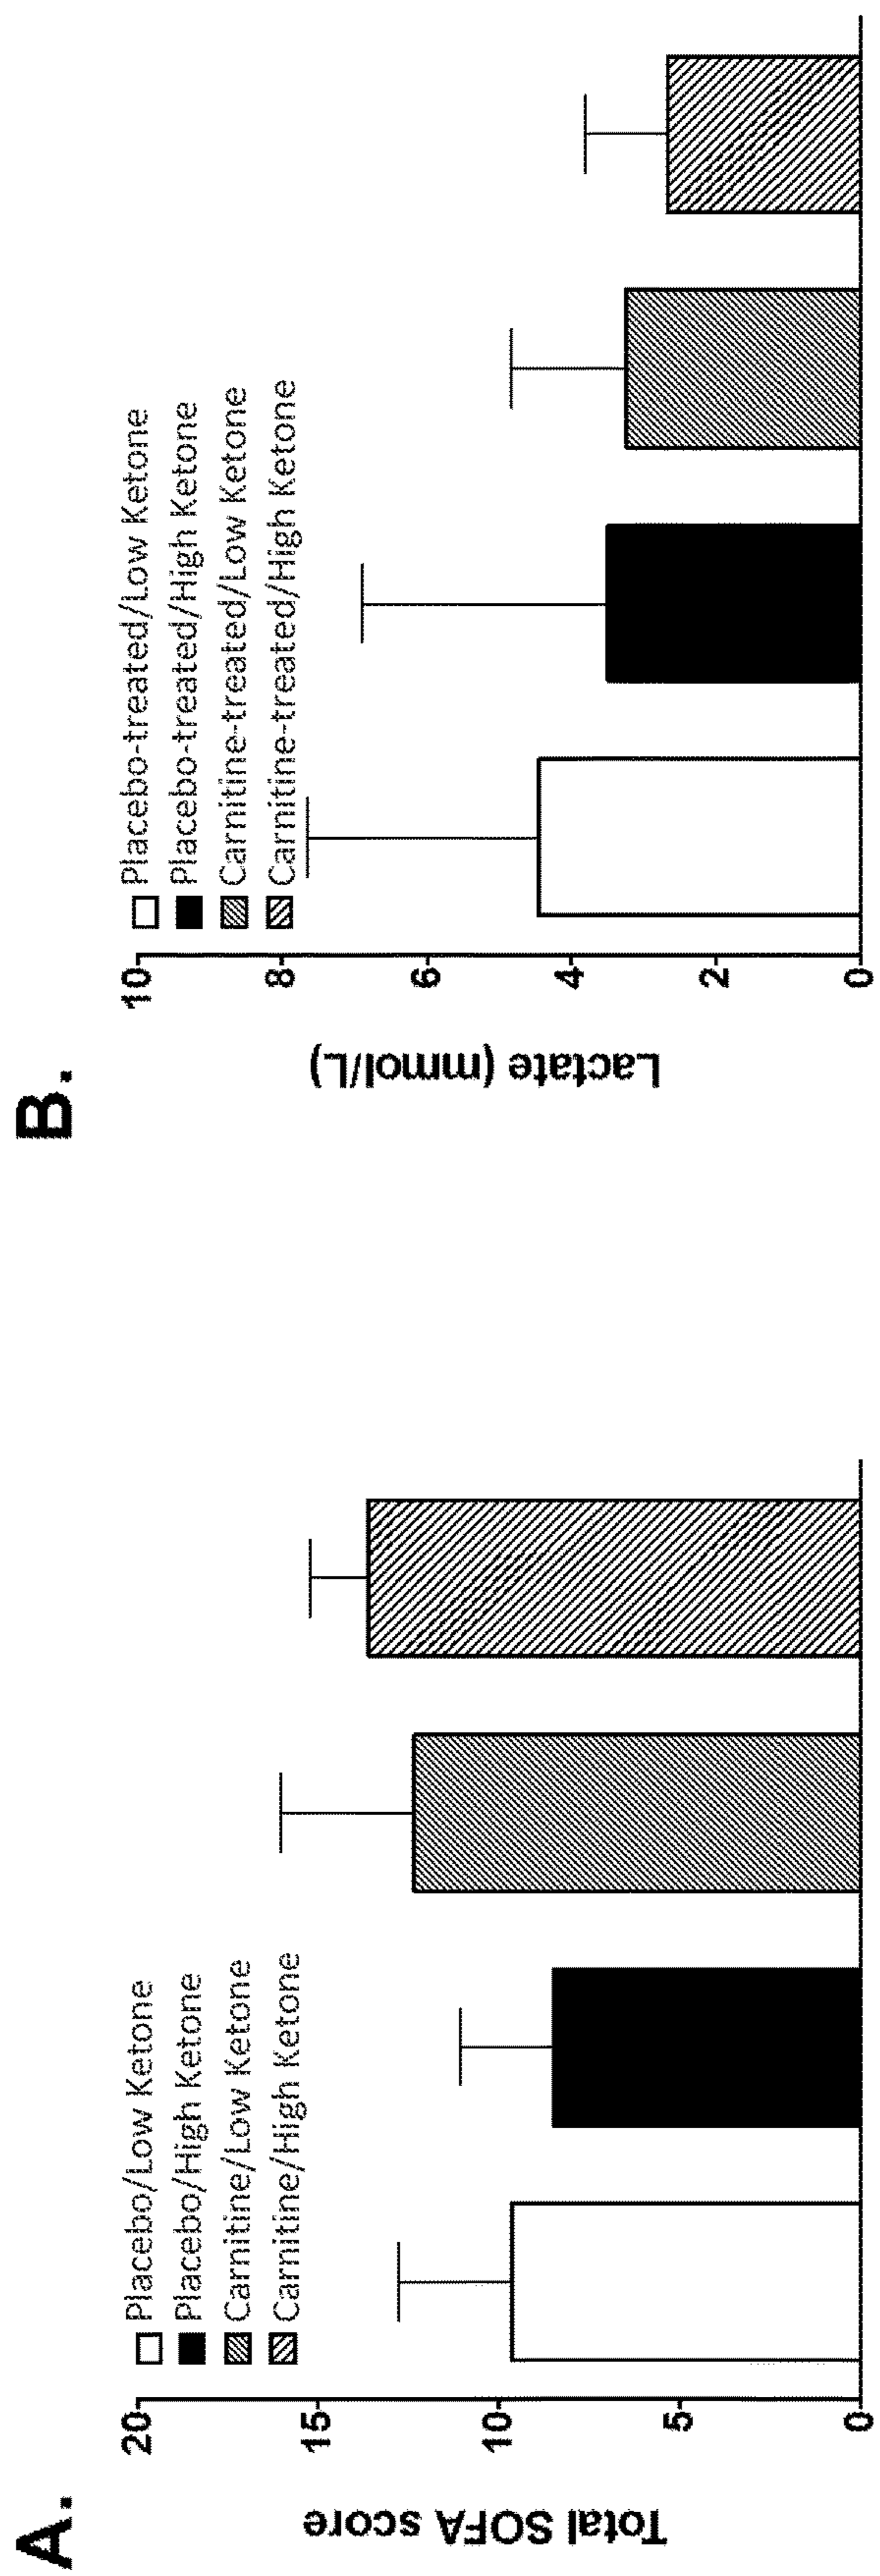 A.
Total SOFA score
20
15
10
5
0
Placebo/Low Ketone
Placebo/High Ketone
Carnitine/Low Ketone
Carnitine/High Ketone
B.
Lactate (mmol/L)
10
8
6
4
2
0
Placebo-treated/Low Ketone
Placebo-treated/High Ketone
Carnitine-treated/Low Ketone
Carnitine-treated/High Ketone